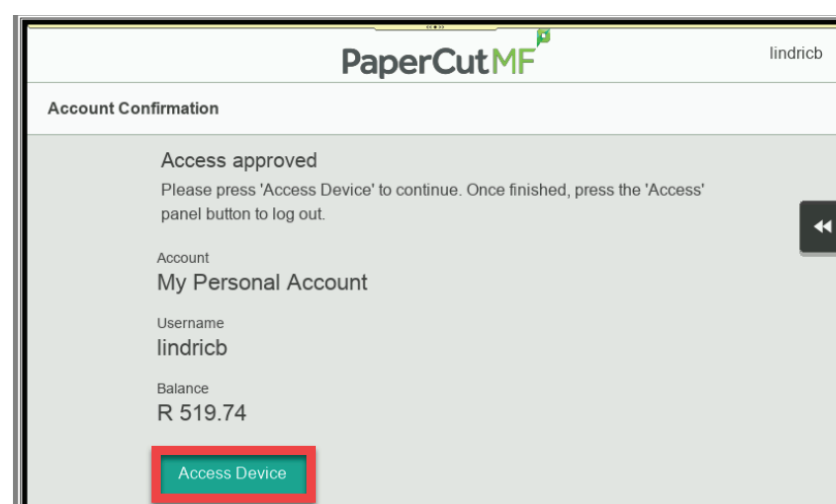 PaperCutMF
lindricb
Account Confirmation
Access approved
Please press 'Access Device' to continue. Once finished, press the 'Access'
panel button to log out.
Account
My Personal Account
Username
lindricb
Balance
R 519.74
Access Device